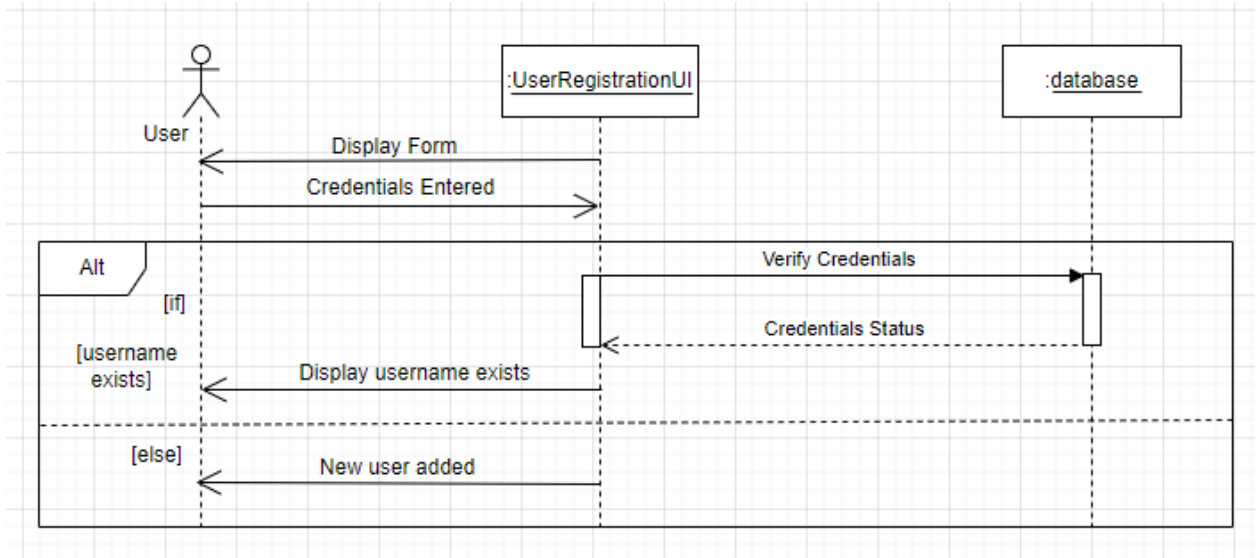 :UserRegistrationUI
:database
User
Display Form
Credentials Entered
Alt
Verify Credentials
[if]
Credentials Status
[username
exists]
Display username exists
[else]
New user added